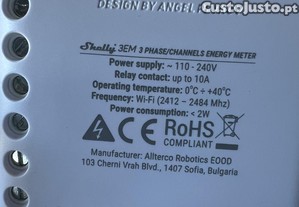 DESIGN BY ANGEL
CustoJusto.pt
Shelly 3EM 3 PHASE/CHANNELS ENERGY METER
Power supply: ~ 110 - 240V
Relay contact: up to 10A
Operating temperature: 0°C ÷ +40°C
Frequency: Wi-Fi (2412 – 2484 Mhz)
Power consumption: < 2W
CE RoHS
COMPLIANT
Manufacturer: Allterco Robotics EOOD
103 Cherni Vrah Blvd., 1407 Sofia, Bulgaria